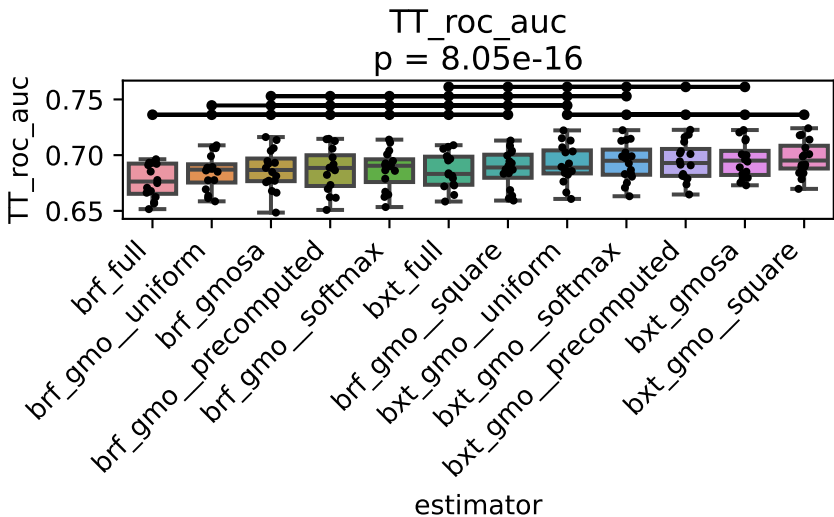 TT_roc_auc
p = 8.05e-16
TT_roc_auc
0.75
0.70
0.65
brf_full
brf_gmo__uniform
brf_gmosa
brf_gmo__precomputed
brf_gmo__softmax
bxt_full
brf_gmo__square
bxt_gmo__uniform
bxt_gmo__softmax
bxt_gmo__precomputed
bxt_gmosa
bxt_gmo__square
estimator